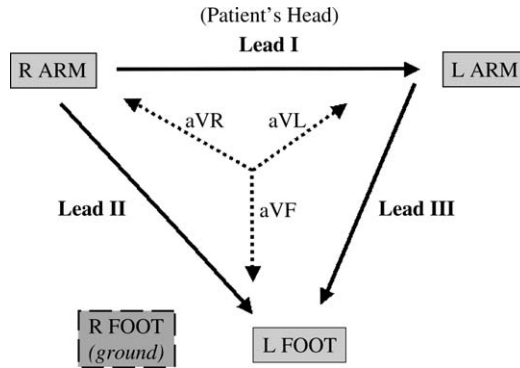 (Patient's Head)
Lead I
R ARM
L ARM
aVR
aVL
Lead II
aVF
Lead III
R FOOT
(ground)
L FOOT